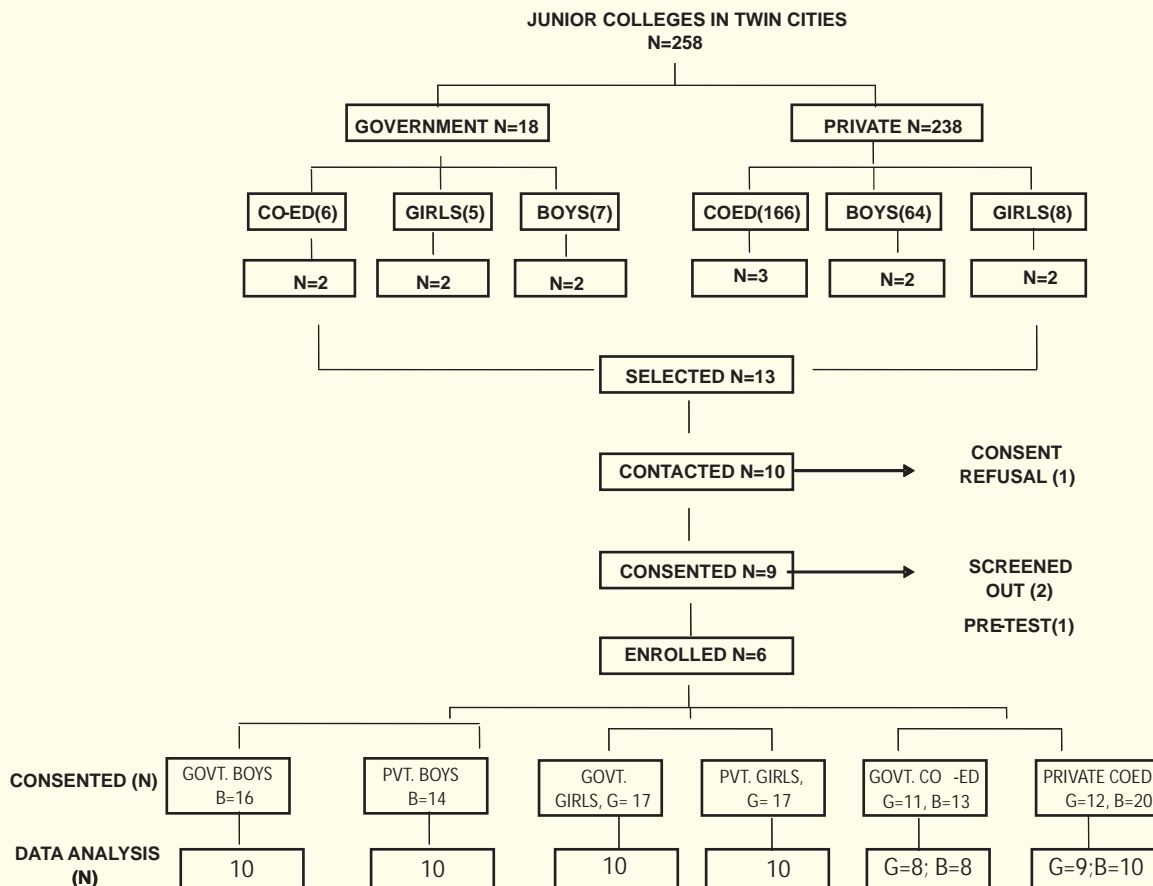 JUNIOR COLLEGES IN TWIN CITIES
N=258
GOVERNMENT N=18
PRIVATE N=238
CO-ED(6)
GIRLS(5)
BOYS(7)
COED(166)
BOYS(64)
GIRLS(8)
N=2
N=2
N=2
N=3
N=2
N=2
SELECTED N=13
CONTACTED N=10
CONSENT
REFUSAL (1)
CONSENTED N=9
SCREENED
OUT (2)
PRE-TEST(1)
ENROLLED N=6
CONSENTED (N)
GOVT. BOYS
B=16
PVT. BOYS
B=14
GOVT.
GIRLS, G= 17
PVT. GIRLS,
G= 17
GOVT. CO -ED
G=11, B=13
PRIVATE COED
G=12, B=20
DATA ANALYSIS
(N)
10
10
10
10
G=8; B=8
G=9;B=10